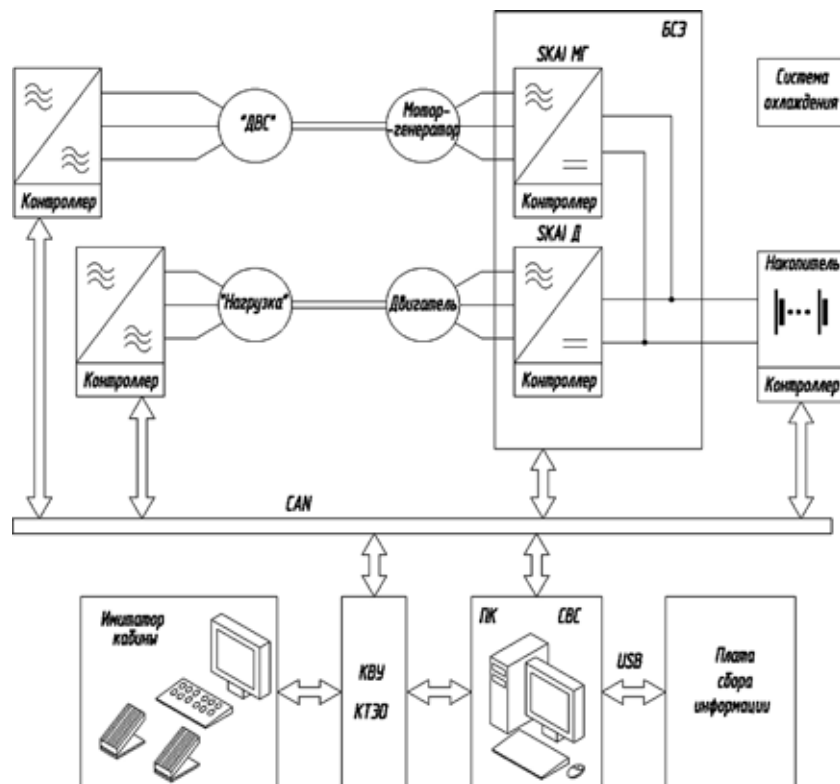 БСЭ
SKAI МГ
Система
охлаждения
"ДВС"
Мотор-
-генератор
Контроллер
Контроллер
SKAI Д
"Нагрузка"
Двигатель
Накопитель
Контроллер
Контроллер
Контроллер
CAN
Имитатор
кабины
КВУ
КТЭО
ПК
СВС
USB
Плата
сбора
информации